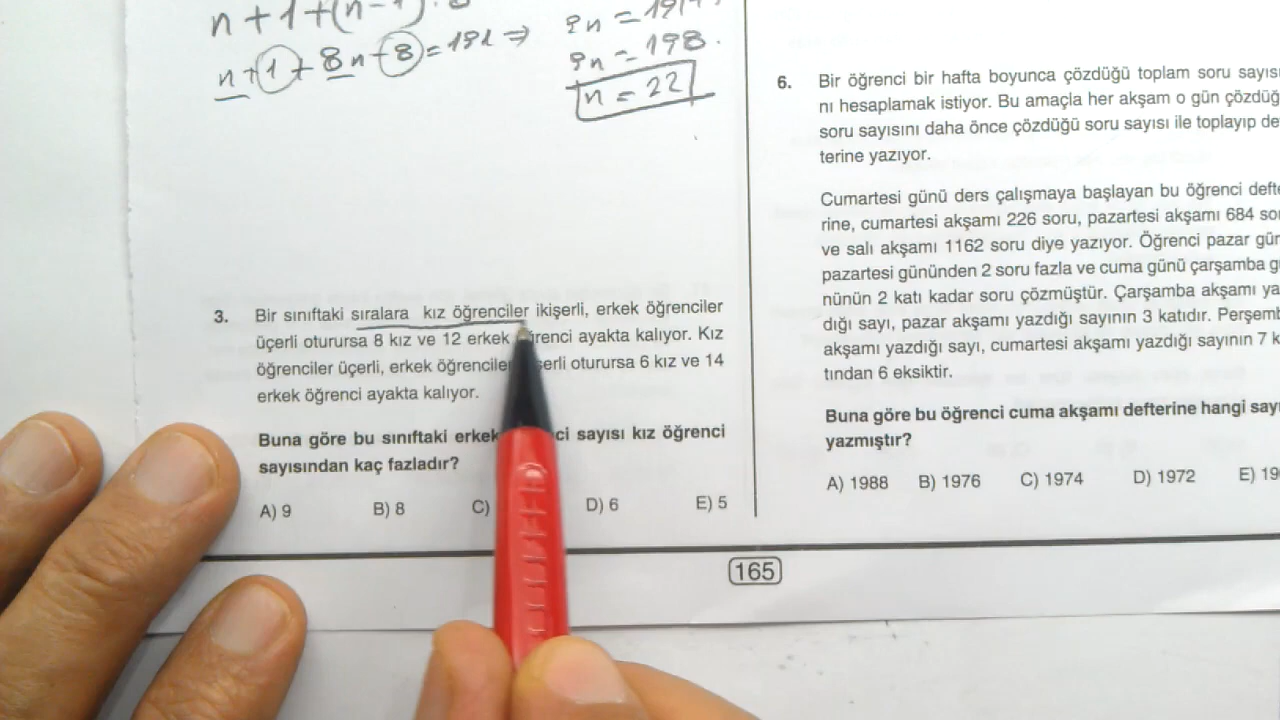 n+1+8n-8=191⇒
9n=198.
n=22
3. Bir sınıftaki sıralara kız öğrenciler ikişerli, erkek öğrenciler
üçerli oturursa 8 kız ve 12 erkek öğrenci ayakta kalıyor. Kız
öğrenciler üçerli, erkek öğrenciler oturursa 6 kız ve 14
erkek öğrenci ayakta kalıyor.
Buna göre bu sınıftaki erkek sayısı kız öğrenci
sayısından kaç fazladır?
A) 9 B) 8 C) D) 6 E) 5
6. Bir öğrenci bir hafta boyunca çözdüğü toplam soru sayısı
nı hesaplamak istiyor. Bu amaçla her akşam o gün çözdüğ
soru sayısını daha önce çözdüğü soru sayısı ile toplayıp de
terine yazıyor.
Cumartesi günü ders çalışmaya başlayan bu öğrenci defte
rine, cumartesi akşamı 226 soru, pazartesi akşamı 684 so
ve salı akşamı 1162 soru diye yazıyor. Öğrenci pazar gün
pazartesi gününden 2 soru fazla ve cuma günü çarşamba g
nünün 2 katı kadar soru çözmüştür. Çarşamba akşamı ya
dığı sayı, pazar akşamı yazdığı sayının 3 katıdır. Perşemb
akşamı yazdığı sayı, cumartesi akşamı yazdığı sayının 7 k
tından 6 eksiktir.
Buna göre bu öğrenci cuma akşamı defterine hangi say
yazmıştır?
A) 1988 B) 1976 C) 1974 D) 1972 E) 19
165